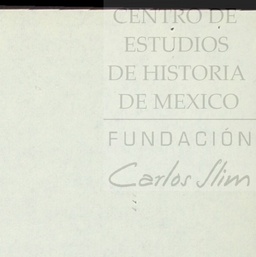 CENTRO DE
ESTUDIOS
DE HISTORIA
DE MEXICO
FUNDACIÓN
Carlos Slim